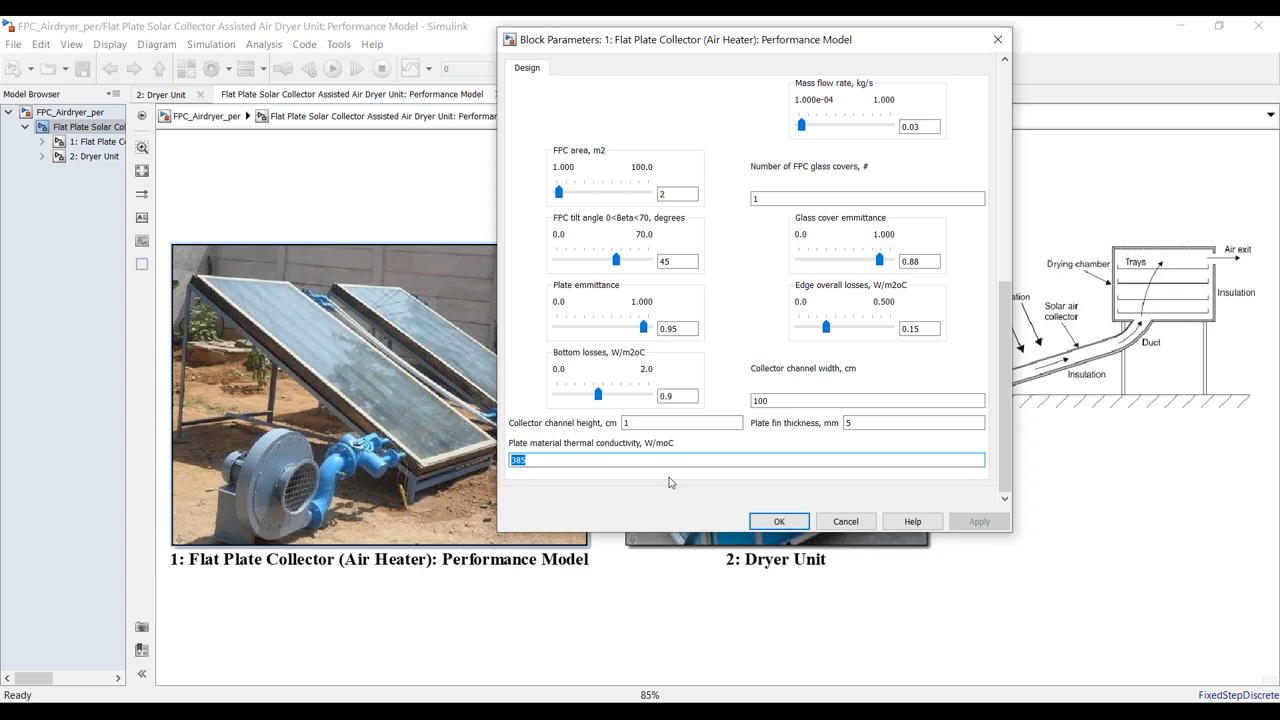 FPC_Airdryer_per/Flat Plate Solar Collector Assisted Air Dryer Unit: Performance Model - Simulink
File Edit View Display Diagram Simulation Analysis Code Tools Help
0
Model Browser
2: Dryer Unit
Flat Plate Solar Collector Assisted Air Dryer Unit: Performance Model
FPC_Airdryer_per
Flat Plate Solar Collector Assisted Air Dryer Unit: Perforr
FPC_Airdryer_per
Flat Plate Solar Col
1: Flat Plate C
2: Dryer Unit
Block Parameters: 1: Flat Plate Collector (Air Heater): Performance Model
Design
Mass flow rate, kg/s
1.000e-04 1.000
0.03
FPC area, m2
1.000 100.0
2
Number of FPC glass covers, #
1
FPC tilt angle 0<Beta<70, degrees
0.0 70.0
45
Glass cover emmittance
0.0 1.000
0.88
Plate emmittance
0.0 1.000
0.95
Edge overall losses, W/m2oC
0.0 0.500
0.15
Bottom losses, W/m2oC
0.0 2.0
0.9
Collector channel width, cm
100
Collector channel height, cm 1
Plate fin thickness, mm 5
Plate material thermal conductivity, W/moC
385
OK Cancel Help Apply
Air exit
Trays
Drying chamber
Insulation
ation
Solar air
collector
Duct
Insulation
1: Flat Plate Collector (Air Heater): Performance Model
2: Dryer Unit
Ready
85%
FixedStepDiscrete